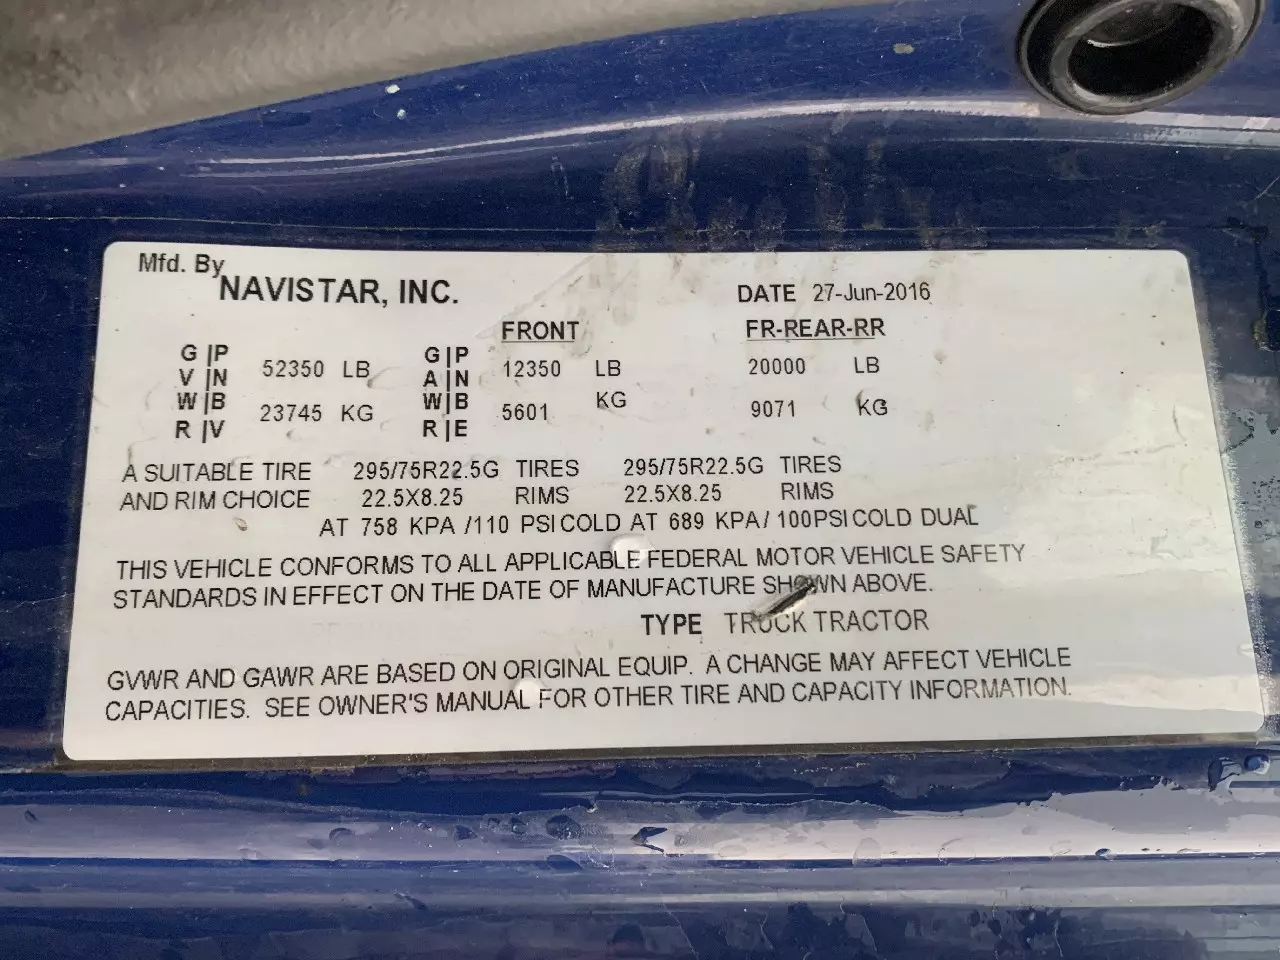 Mfd. By
NAVISTAR, INC.
DATE 27-Jun-2016
FRONT FR-REAR-RR
G|P 52350 LB G|P 12350 LB 20000 LB
V|N A|N
W|B 23745 KG W|B 5601 KG 9071 KG
R|V R|E
A SUITABLE TIRE 295/75R22.5G TIRES 295/75R22.5G TIRES
AND RIM CHOICE 22.5X8.25 RIMS 22.5X8.25 RIMS
AT 758 KPA /110 PSI COLD AT 689 KPA/ 100PSI COLD DUAL
THIS VEHICLE CONFORMS TO ALL APPLICABLE FEDERAL MOTOR VEHICLE SAFETY
STANDARDS IN EFFECT ON THE DATE OF MANUFACTURE SHOWN ABOVE.
TYPE TRUCK TRACTOR
GVWR AND GAWR ARE BASED ON ORIGINAL EQUIP. A CHANGE MAY AFFECT VEHICLE
CAPACITIES. SEE OWNER'S MANUAL FOR OTHER TIRE AND CAPACITY INFORMATION.